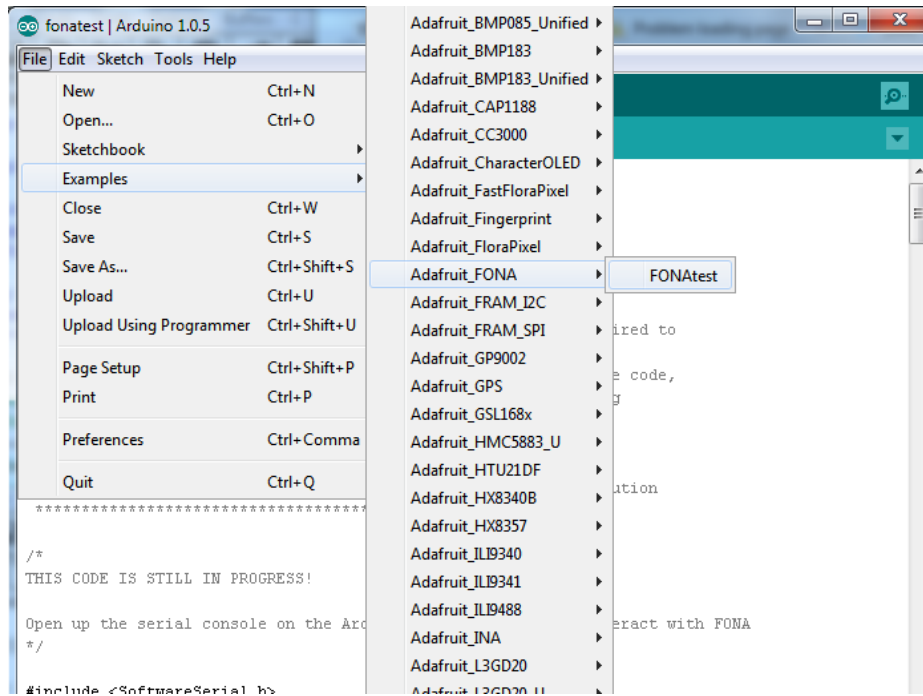 fonatest | Arduino 1.0.5
File Edit Sketch Tools Help
New Ctrl+N
Open... Ctrl+O
Sketchbook
Examples
Close Ctrl+W
Save Ctrl+S
Save As... Ctrl+Shift+S
Upload Ctrl+U
Upload Using Programmer Ctrl+Shift+U
Page Setup Ctrl+Shift+P
Print Ctrl+P
Preferences Ctrl+Comma
Quit Ctrl+Q
Adafruit_BMP085_Unified
Adafruit_BMP183
Adafruit_BMP183_Unified
Adafruit_CAP1188
Adafruit_CC3000
Adafruit_CharacterOLED
Adafruit_FastFloraPixel
Adafruit_Fingerprint
Adafruit_FloraPixel
Adafruit_FONA
Adafruit_FRAM_I2C
Adafruit_FRAM_SPI
Adafruit_GP9002
Adafruit_GPS
Adafruit_GSL168x
Adafruit_HMC5883_U
Adafruit_HTU21DF
Adafruit_HX8340B
Adafruit_HX8357
Adafruit_ILI9340
Adafruit_ILI9341
Adafruit_ILI9488
Adafruit_INA
Adafruit_L3GD20
Adafruit_L3GD20_U
FONAtest
ired to
e code,
g
ution
************************************
/*
THIS CODE IS STILL IN PROGRESS!
Open up the serial console on the Ard
eract with FONA
*/
#include <SoftwareSerial.h>